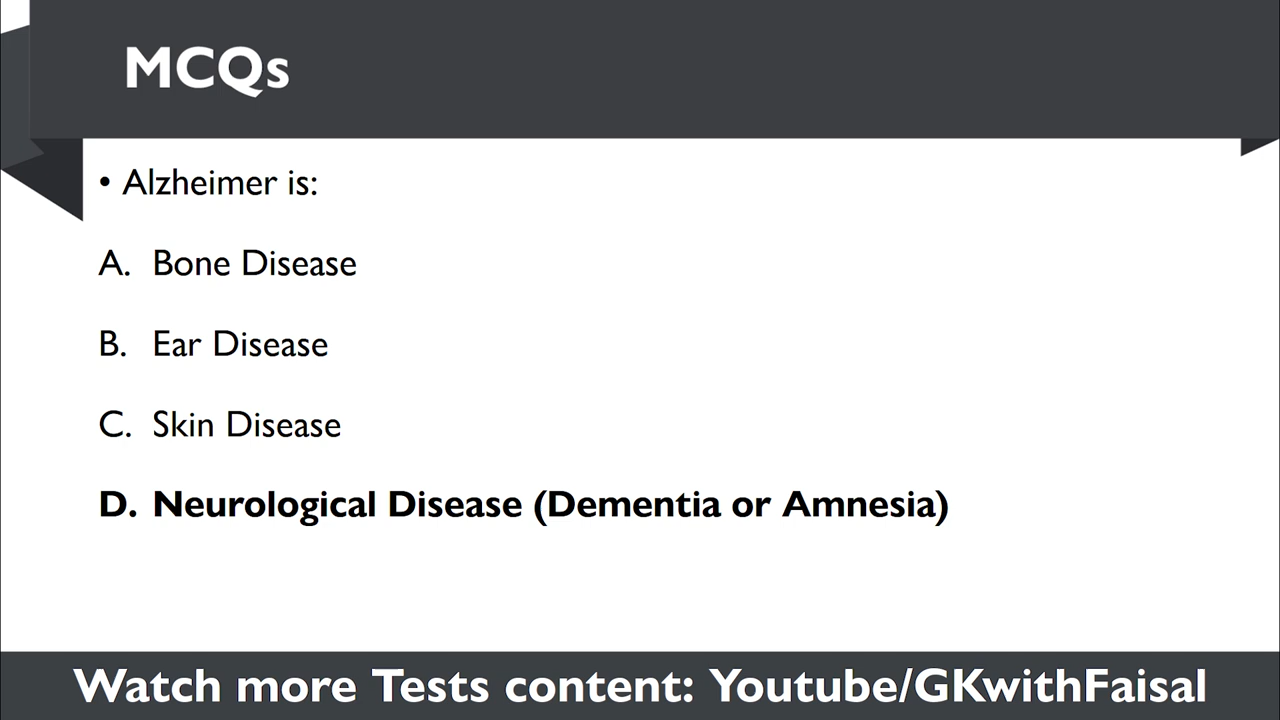 MCQs
• Alzheimer is:
A. Bone Disease
B. Ear Disease
C. Skin Disease
D. Neurological Disease (Dementia or Amnesia)
Watch more Tests content: Youtube/GKwithFaisal